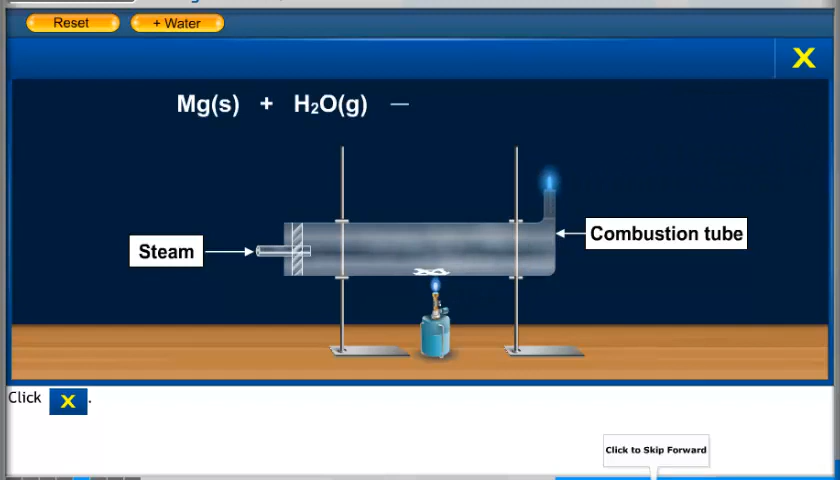 Reset
+ Water
X
Mg(s) + H₂O(g) —
Steam
Combustion tube
Click X.
Click to Skip Forward